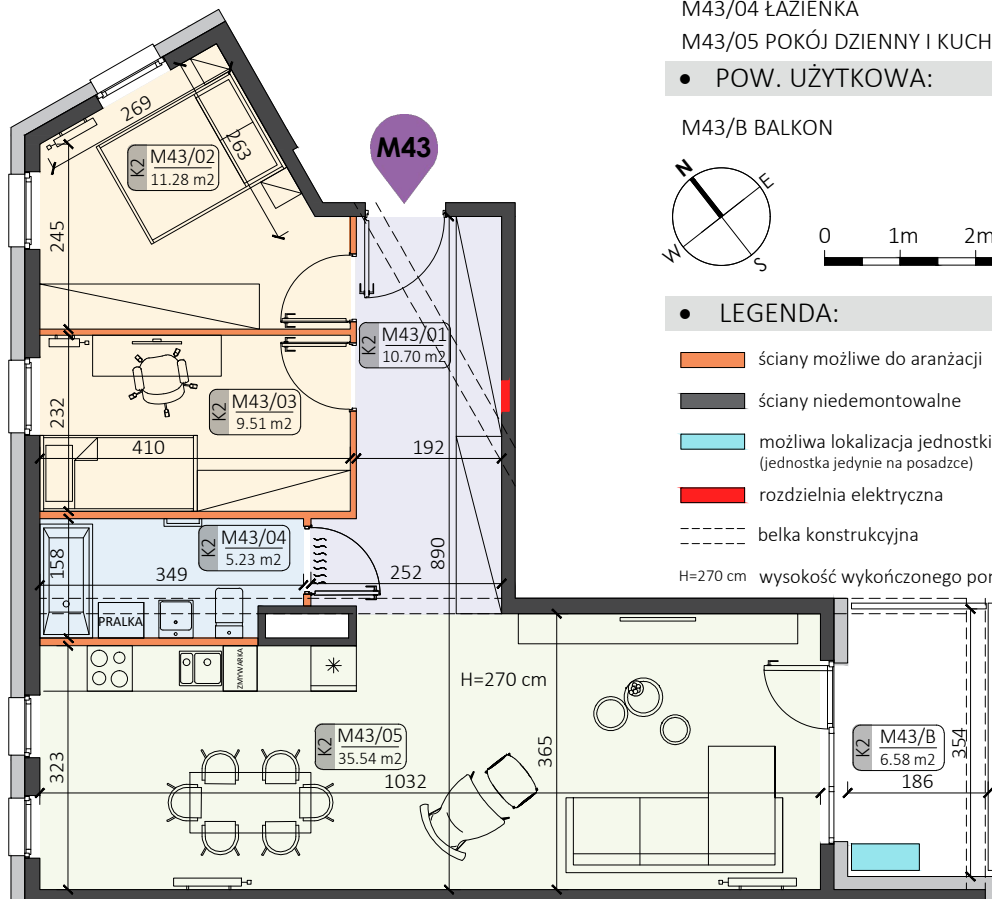 M43/04 ŁAZIENKA
M43/05 POKÓJ DZIENNY I KUCH
• POW. UŻYTKOWA:
M43/B BALKON
N
E
W
S
0 1m 2m
• LEGENDA:
ściany możliwe do aranżacji
ściany niedemontowalne
możliwa lokalizacja jednostki
(jednostka jedynie na posadzce)
rozdzielnia elektryczna
belka konstrukcyjna
H=270 cm wysokość wykończonego por
M43
269
263
K2 M43/02
11.28 m2
245
K2 M43/01
10.70 m2
232
K2 M43/03
9.51 m2
410
192
K2 M43/04
5.23 m2
158
349
252
890
PRALKA
ZMYWARKA
H=270 cm
K2 M43/05
35.54 m2
323
365
1032
K2 M43/B
6.58 m2
354
186